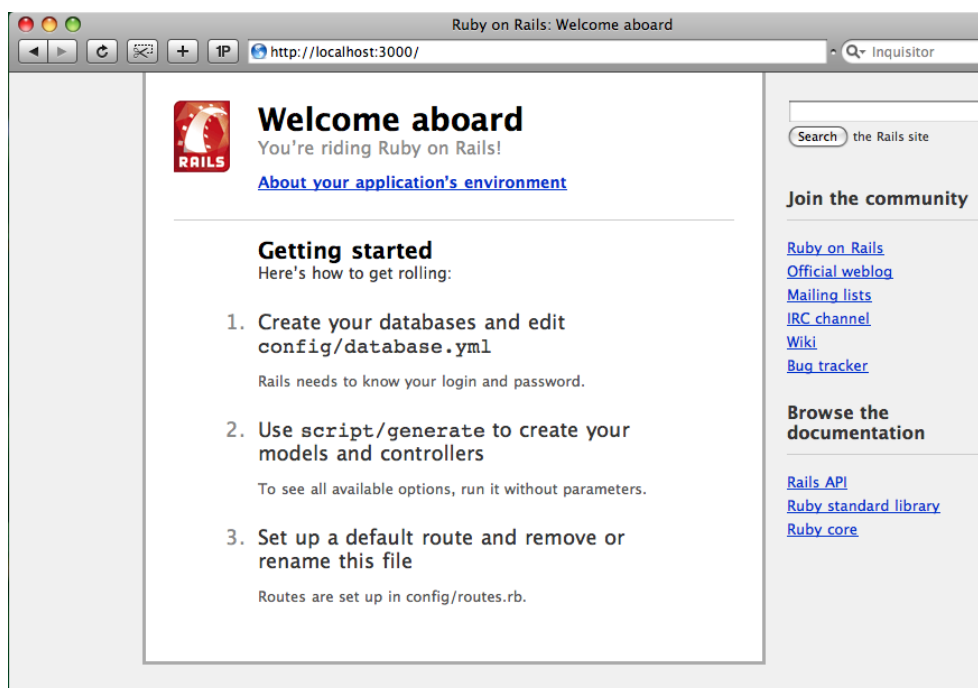 Ruby on Rails: Welcome aboard
1P
http://localhost:3000/
Inquisitor
RAILS
Welcome aboard
You're riding Ruby on Rails!
About your application's environment
Getting started
Here's how to get rolling:
1. Create your databases and edit
config/database.yml
Rails needs to know your login and password.
2. Use script/generate to create your
models and controllers
To see all available options, run it without parameters.
3. Set up a default route and remove or
rename this file
Routes are set up in config/routes.rb.
Search the Rails site
Join the community
Ruby on Rails
Official weblog
Mailing lists
IRC channel
Wiki
Bug tracker
Browse the
documentation
Rails API
Ruby standard library
Ruby core